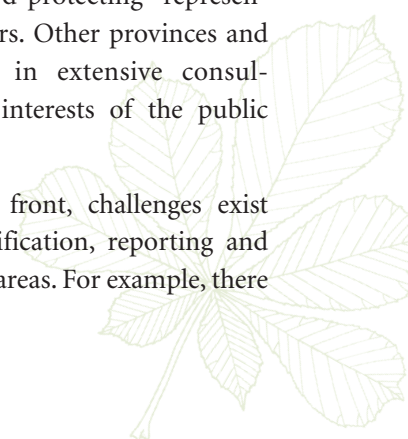 protecting represen-
rs. Other provinces and
in extensive consul-
interests of the public
front, challenges exist
ification, reporting and
areas. For example, there